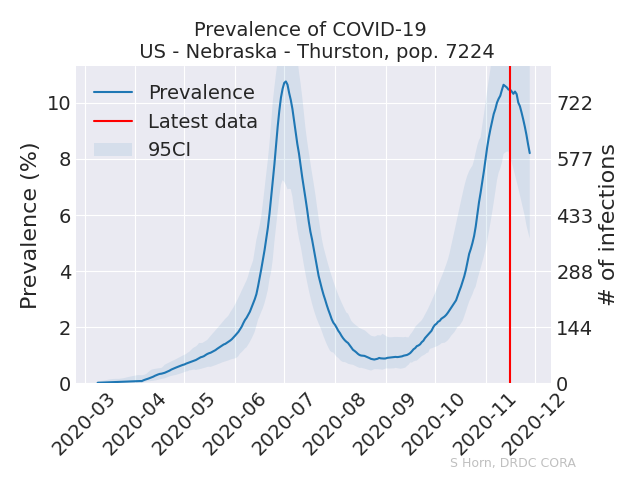 Prevalence of COVID-19
US - Nebraska - Thurston, pop. 7224
Prevalence
Latest data
95CI
Prevalence (%)
10
8
6
4
2
0
722
577
433
288
144
0
# of infections
2020-03
2020-04
2020-05
2020-06
2020-07
2020-08
2020-09
2020-10
2020-11
2020-12
S Horn, DRDC CORA